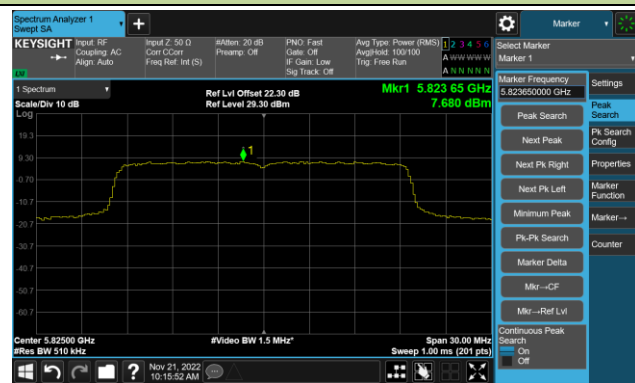 Spectrum Analyzer 1
Swept SA
+
Marker
KEYSIGHT
Input: RF
Coupling: AC
Align: Auto
Input Z: 50 Ω
Corr CCorr
Freq Ref: Int (S)
#Atten: 20 dB
Preamp: Off
PNO: Fast
Gate: Off
IF Gain: Low
Sig Track: Off
Avg Type: Power (RMS)
Avg|Hold: 100/100
Trig: Free Run
1 2 3 4 5 6
A W W W W W
A N N N N N
LXI
Select Marker
Marker 1
1 Spectrum
Scale/Div 10 dB
Log
Ref Lvl Offset 22.30 dB
Ref Level 29.30 dBm
Mkr1 5.823 65 GHz
7.680 dBm
1
19.3
9.30
-0.70
-10.7
-20.7
-30.7
-40.7
-50.7
-60.7
Center 5.82500 GHz
#Res BW 510 kHz
#Video BW 1.5 MHz*
Span 30.00 MHz
Sweep 1.00 ms (201 pts)
Marker Frequency
5.823650000 GHz
Peak Search
Next Peak
Next Pk Right
Next Pk Left
Minimum Peak
Pk-Pk Search
Marker Delta
Mkr→CF
Mkr→Ref Lvl
Continuous Peak
Search
On
Off
Settings
Peak
Search
Pk Search
Config
Properties
Marker
Function
Marker→
Counter
?
Nov 21, 2022
10:15:52 AM